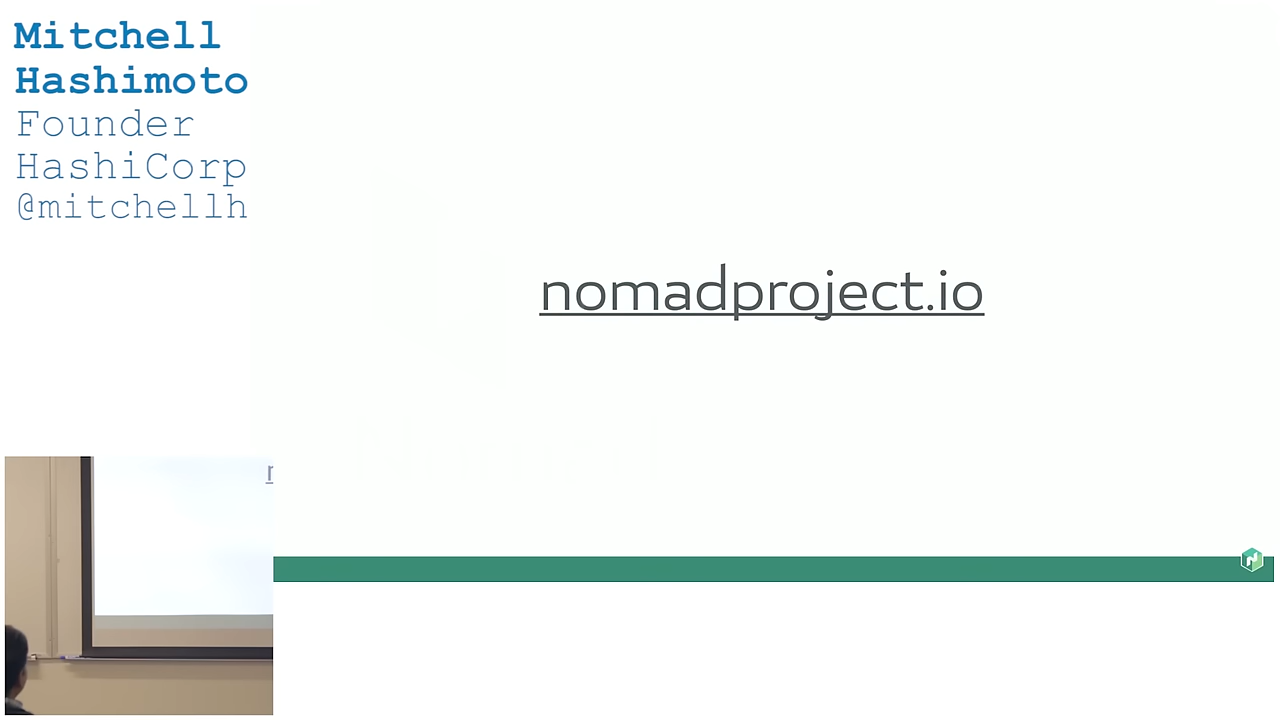 Mitchell
Hashimoto
Founder
HashiCorp
@mitchellh
nomadproject.io